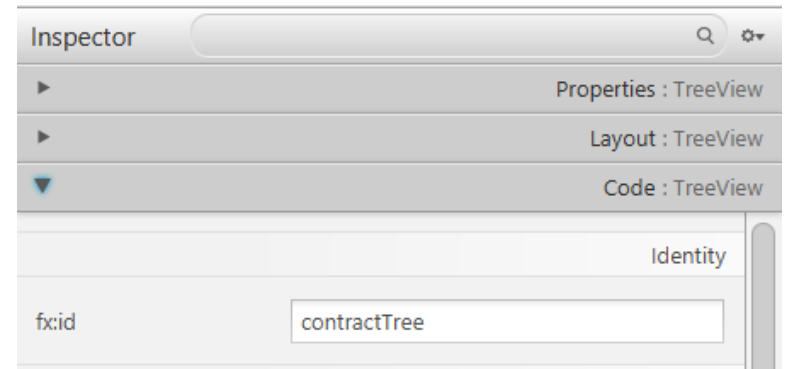 Inspector
Properties : TreeView
Layout : TreeView
Code : TreeView
Identity
fx:id contractTree